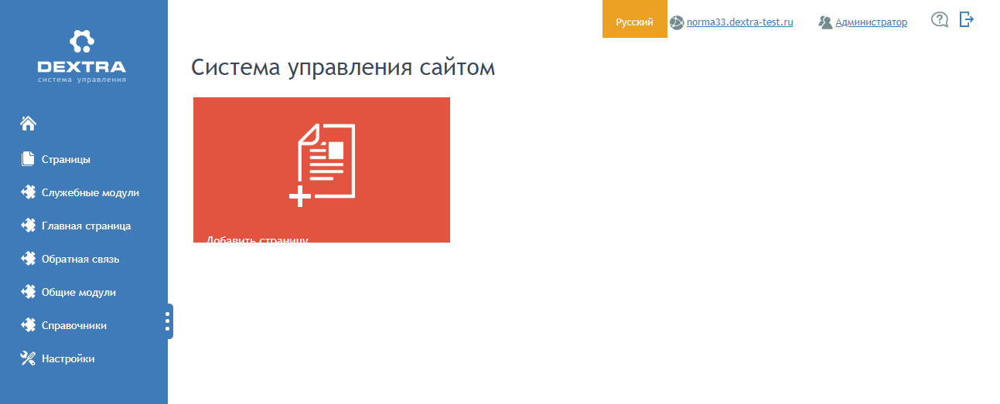 DEXTRA
система управления
Страницы
Служебные модули
Главная страница
Обратная связь
Общие модули
Справочники
Настройки
Русский
norma33.dextra-test.ru
Администратор
Система управления сайтом
Добавить страницу